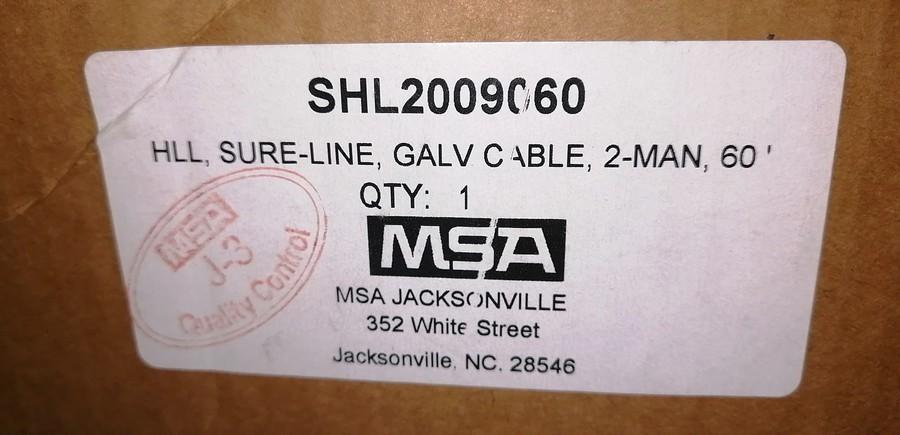 SHL2009060
HLL, SURE-LINE, GALV CABLE, 2-MAN, 60 '
QTY: 1
MSA
MSA JACKSONVILLE
352 White Street
Jacksonville, NC. 28546
MSA
J-3
Quality Control